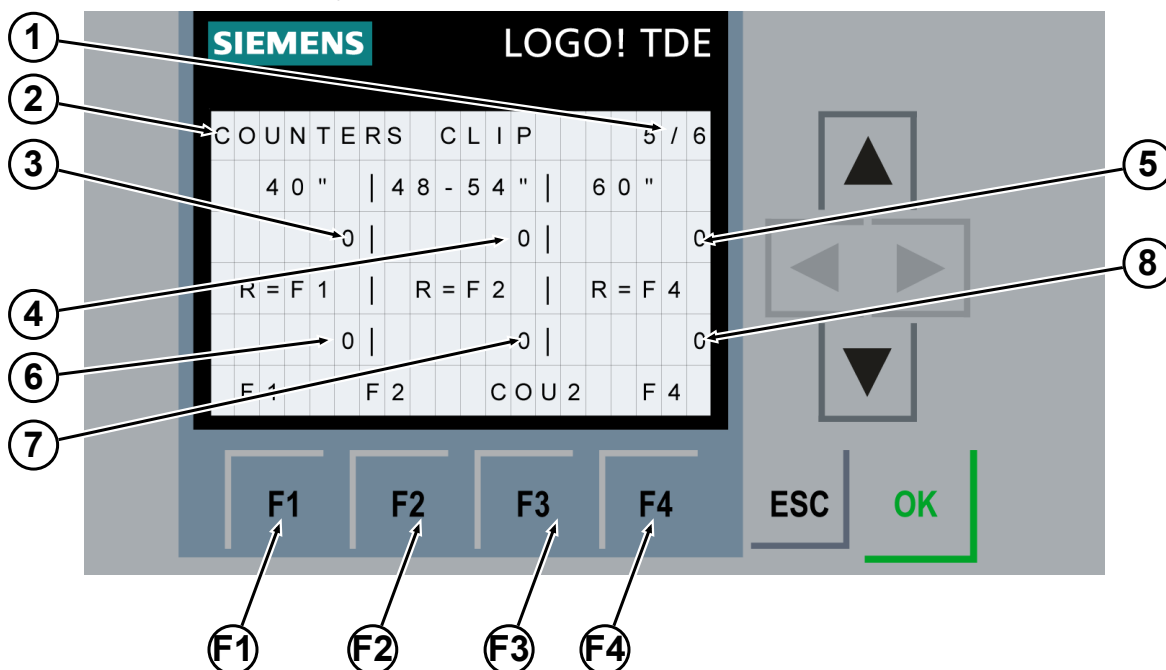 SIEMENS LOGO! TDE
COUNTERS CLIP 5/6
40" |48-54"| 60"
0| 0| 0
R=F1 | R=F2 | R=F4
0| 0| 0
F1 F2 COU2 F4
F1 F2 F3 F4 ESC OK
1
2
3
4
6
7
5
8
F1 F2 F3 F4